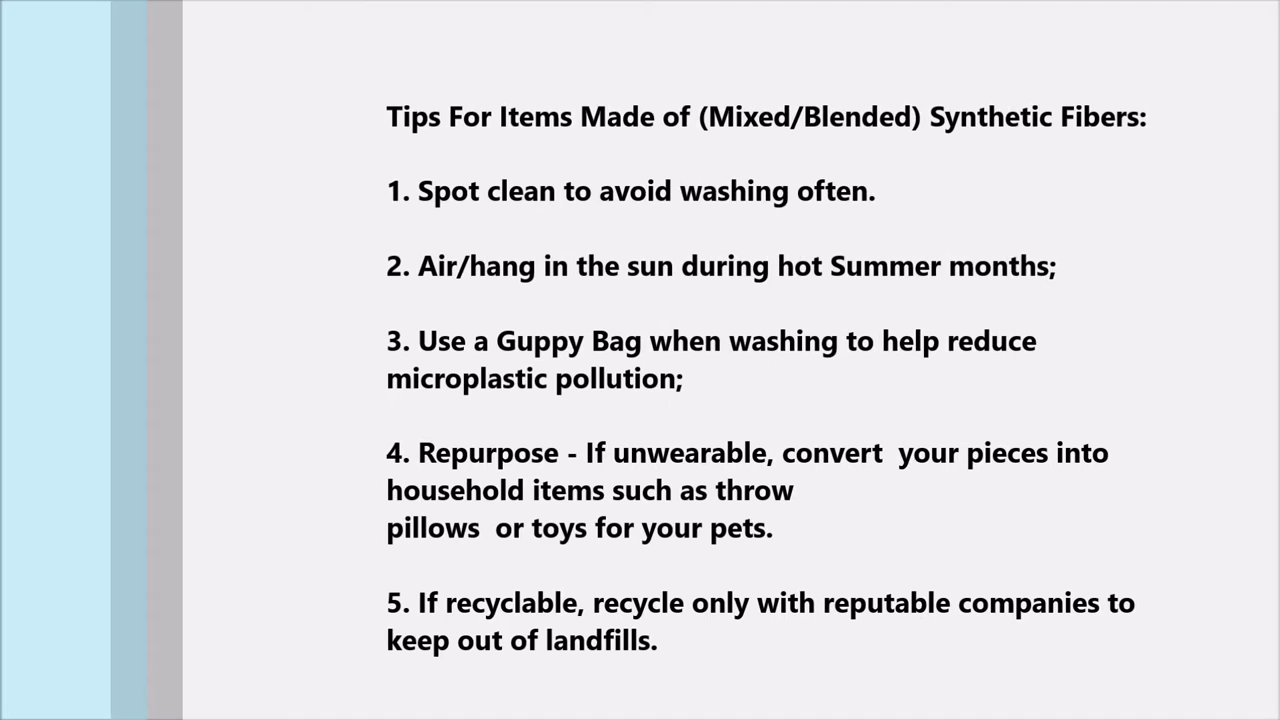 Tips For Items Made of (Mixed/Blended) Synthetic Fibers:
1. Spot clean to avoid washing often.
2. Air/hang in the sun during hot Summer months;
3. Use a Guppy Bag when washing to help reduce
microplastic pollution;
4. Repurpose - If unwearable, convert  your pieces into
household items such as throw
pillows  or toys for your pets.
5. If recyclable, recycle only with reputable companies to
keep out of landfills.